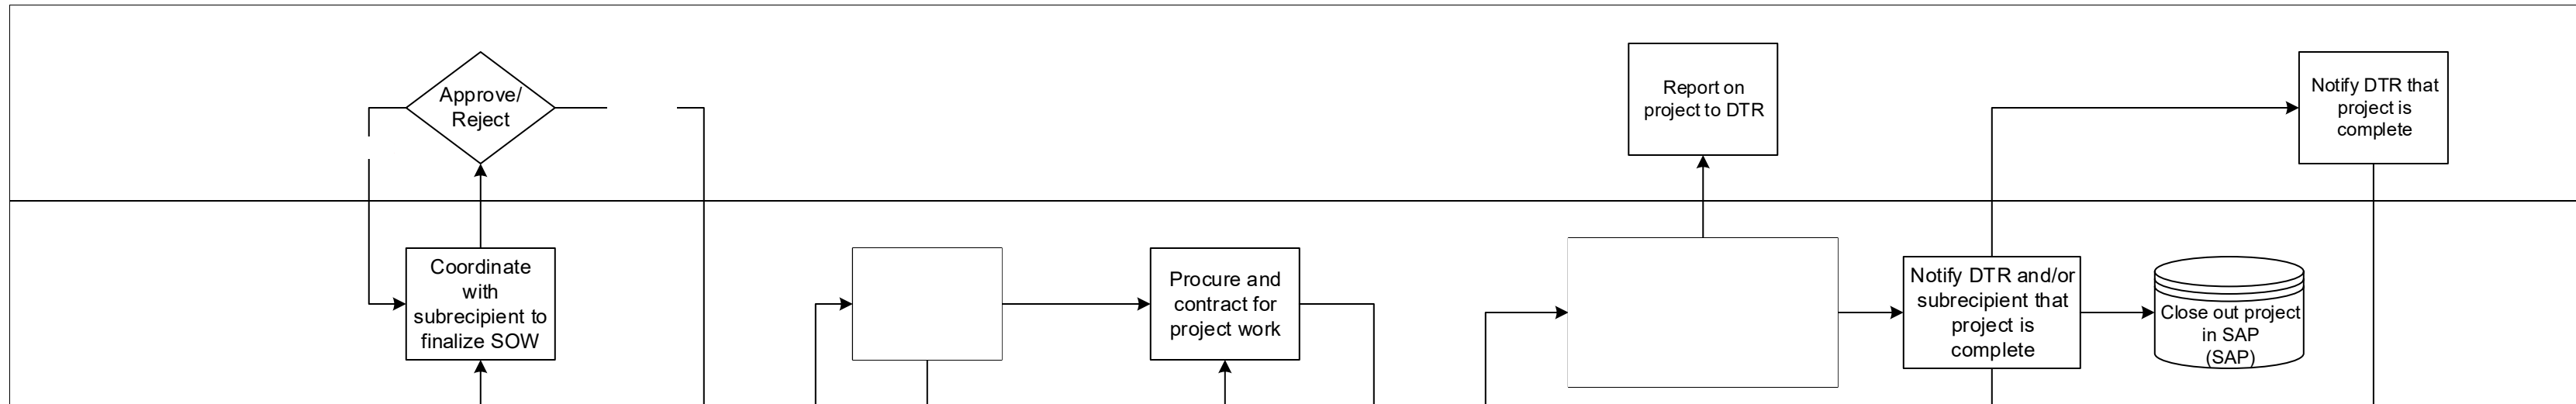 Approve/
Reject
Report on
project to DTR
Notify DTR that
project is
complete
Coordinate
with
subrecipient to
finalize SOW
Procure and
contract for
project work
Notify DTR and/or
subrecipient that
project is
complete
Close out project
in SAP
(SAP)